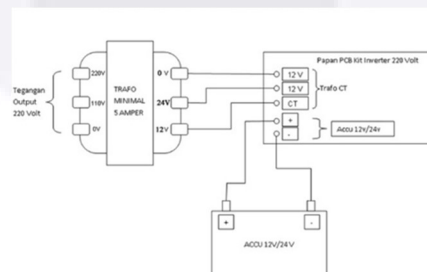 Papan PCB Kit Inverter 220 Volt
Tegangan
Output
220 Volt
220V
110V
0V
TRAFO
MINIMAL
5 AMPER
0 V
24V
12V
12 V
12 V
CT
Trafo CT
+
-
Accu 12v/24v
+
-
ACCU 12V/24V